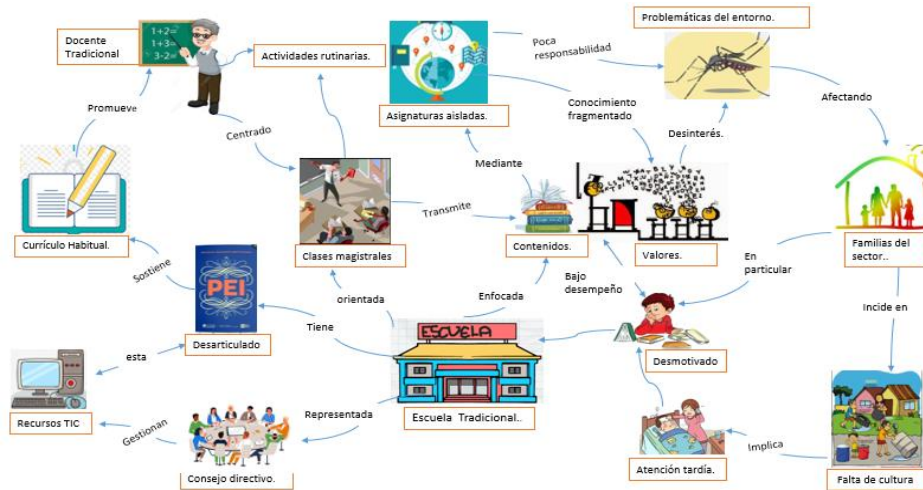 Problemáticas del entorno.
Docente
Tradicional
1+2=
1+3=
3-2=
Actividades rutinarias.
Poca
responsabilidad
Promueve
Afectando
Asignaturas aisladas.
Conocimiento
fragmentado
Centrado
Desinterés.
Mediante
Transmite
Currículo Habitual.
Clases magistrales
Contenidos.
Valores.
Familias del
sector..
Sostiene
PEI
orientada
Enfocada
Bajo
desempeño
En
particular
Incide en
Tiene
ESCUELA
esta
Desarticulado
Desmotivado
Recursos TIC
Gestionan
Representada
Escuela Tradicional..
Implica
Consejo directivo.
Atención tardía.
Falta de cultura